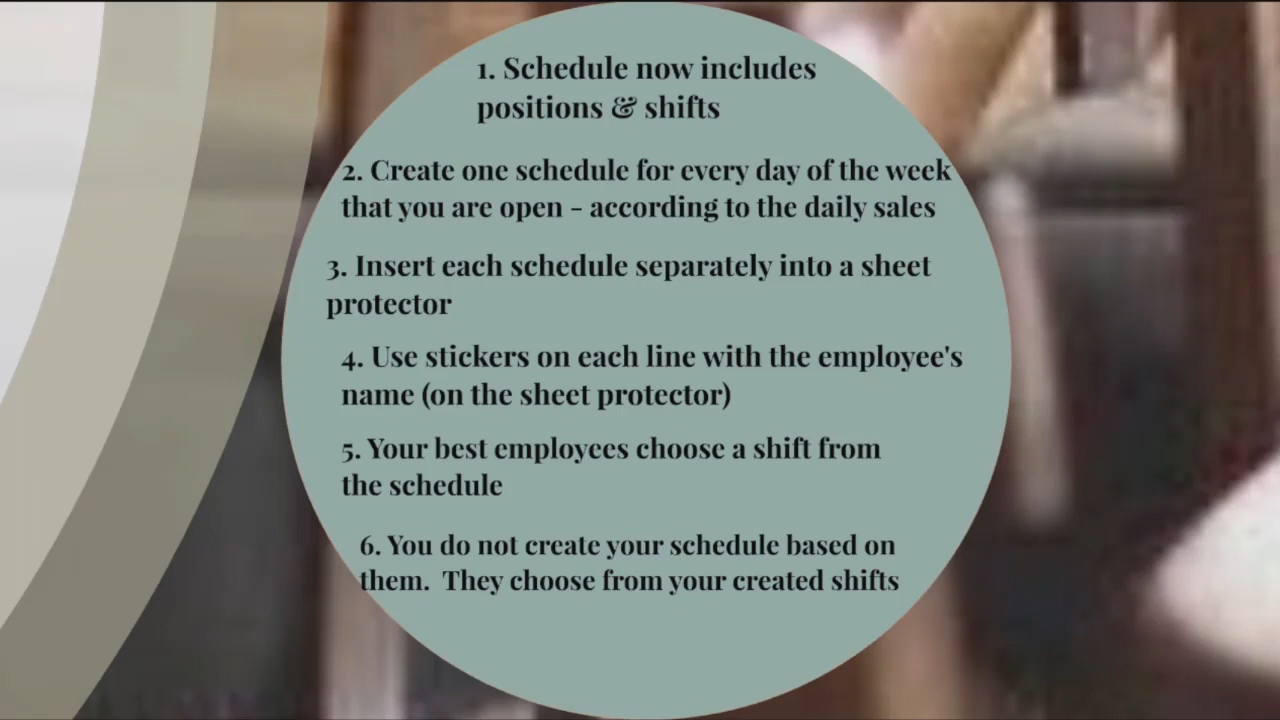 1. Schedule now includes
positions & shifts
2. Create one schedule for every day of the week
that you are open - according to the daily sales
3. Insert each schedule separately into a sheet
protector
4. Use stickers on each line with the employee's
name (on the sheet protector)
5. Your best employees choose a shift from
the schedule
6. You do not create your schedule based on
them.  They choose from your created shifts